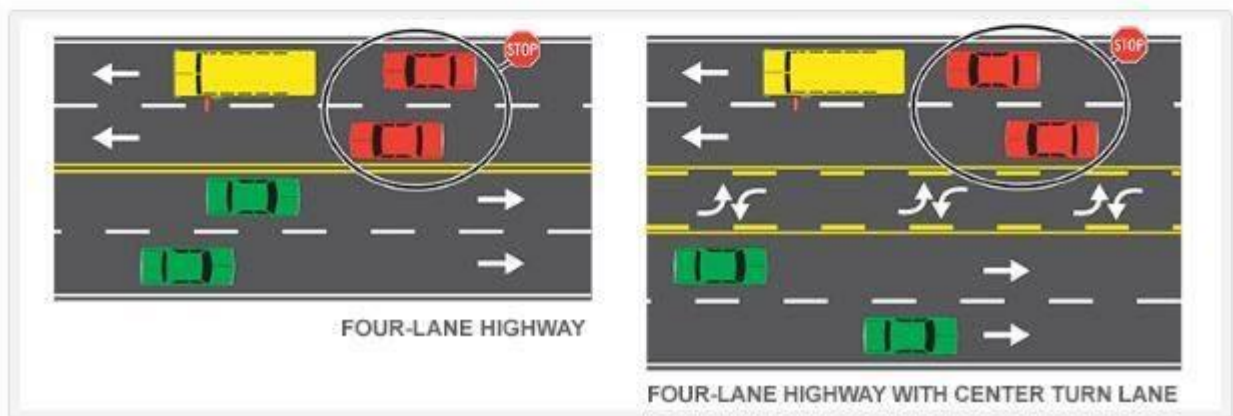 STOP
STOP
FOUR-LANE HIGHWAY
FOUR-LANE HIGHWAY WITH CENTER TURN LANE